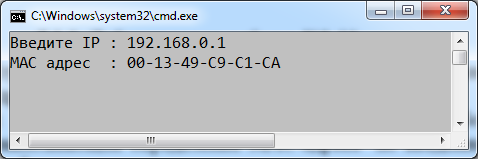 C:\Windows\system32\cmd.exe
Введите IP : 192.168.0.1
MAC адрес  : 00-13-49-C9-C1-CA